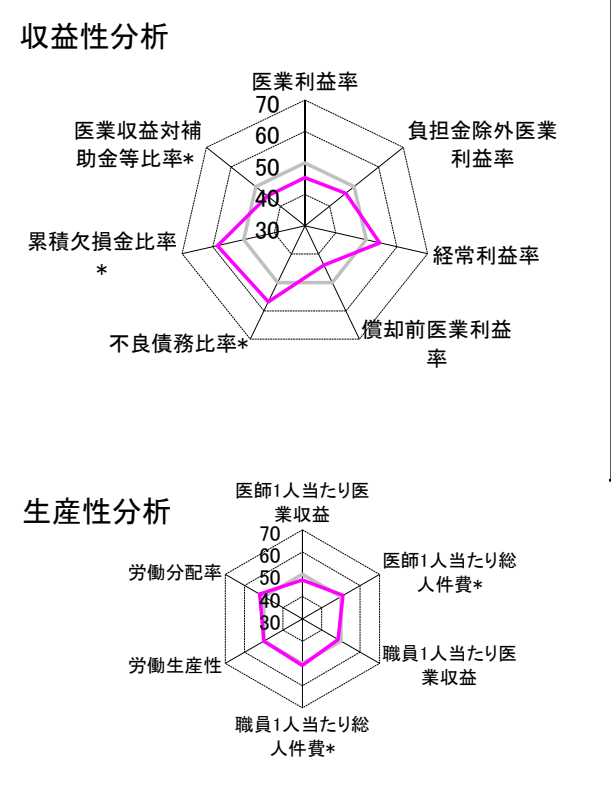 収益性分析
医業利益率
70
60
50
40
30
負担金除外医業
利益率
経常利益率
償却前医業利益
率
不良債務比率*
累積欠損金比率
*
医業収益対補
助金等比率*
生産性分析
医師1人当たり医
業収益
70
60
50
40
30
医師1人当たり総
人件費*
職員1人当たり医
業収益
職員1人当たり総
人件費*
労働生産性
労働分配率